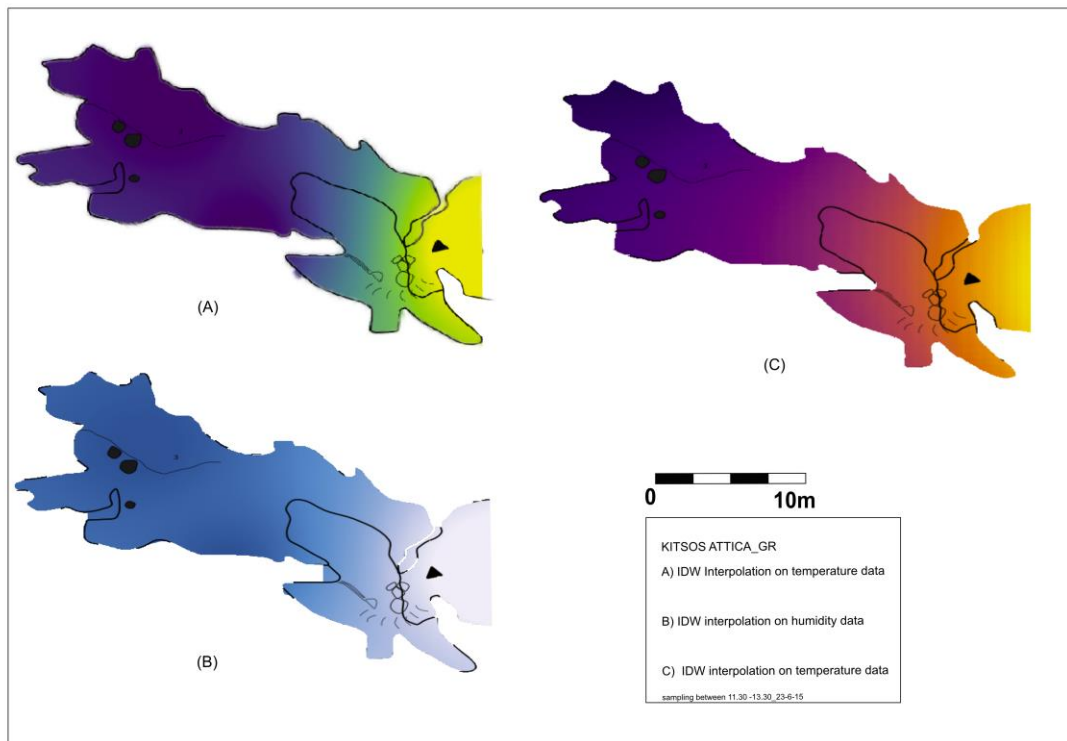 (A)
(C)
(B)
0 10m
KITSOS ATTICA_GR
A) IDW Interpolation on temperature data
B) IDW interpolation on humidity data
C) IDW interpolation on temperature data
sampling between 11.30 -13.30_23-6-15